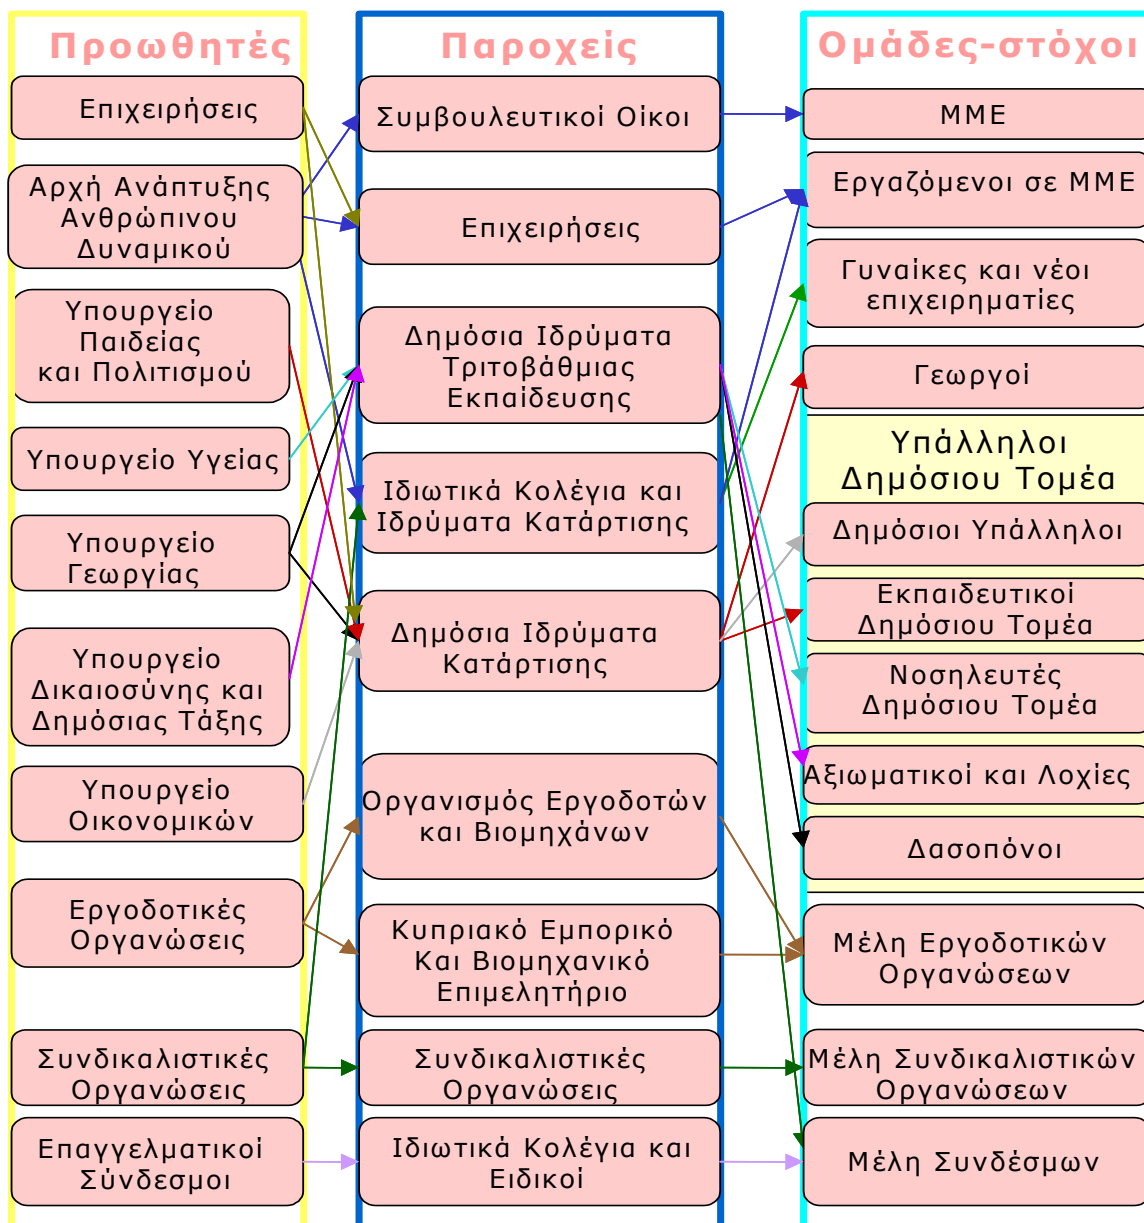 Προωθητές
Επιχειρήσεις
Αρχή Ανάπτυξης
Ανθρώπινου
Δυναμικού
Υπουργείο
Παιδείας
και Πολιτισμού
Υπουργείο Υγείας
Υπουργείο
Γεωργίας
Υπουργείο
Δικαιοσύνης και
Δημόσιας Τάξης
Υπουργείο
Οικονομικών
Εργοδοτικές
Οργανώσεις
Συνδικαλιστικές
Οργανώσεις
Επαγγελματικοί
Σύνδεσμοι
Παροχείς
Συμβουλευτικοί Οίκοι
Επιχειρήσεις
Δημόσια Ιδρύματα
Τριτοβάθμιας
Εκπαίδευσης
Ιδιωτικά Κολέγια και
Ιδρύματα Κατάρτισης
Δημόσια Ιδρύματα
Κατάρτισης
Οργανισμός Εργοδοτών
και Βιομηχάνων
Κυπριακό Εμπορικό
Και Βιομηχανικό
Επιμελητήριο
Συνδικαλιστικές
Οργανώσεις
Ιδιωτικά Κολέγια και
Ειδικοί
Ομάδες-στόχοι
ΜΜΕ
Εργαζόμενοι σε ΜΜΕ
Γυναίκες και νέοι
επιχειρηματίες
Γεωργοί
Υπάλληλοι
Δημόσιου Τομέα
Δημόσιοι Υπάλληλοι
Εκπαιδευτικοί
Δημόσιου Τομέα
Νοσηλευτές
Δημόσιου Τομέα
Αξιωματικοί και Λοχίες
Δασοπόνοι
Μέλη Εργοδοτικών
Οργανώσεων
Μέλη Συνδικαλιστικών
Οργανώσεων
Μέλη Συνδέσμων